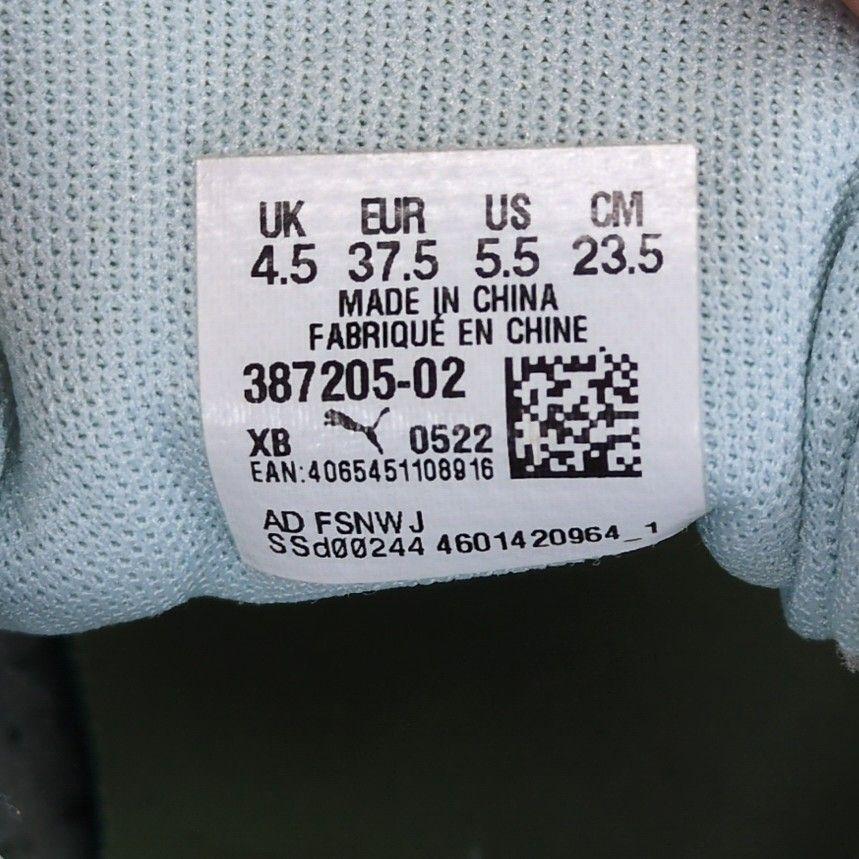 UK EUR US CM
4.5 37.5 5.5 23.5
MADE IN CHINA
FABRIQUÉ EN CHINE
387205-02
XB 0522
EAN:4065451108916
AD FSNWJ
SSd00244 4601420964_1